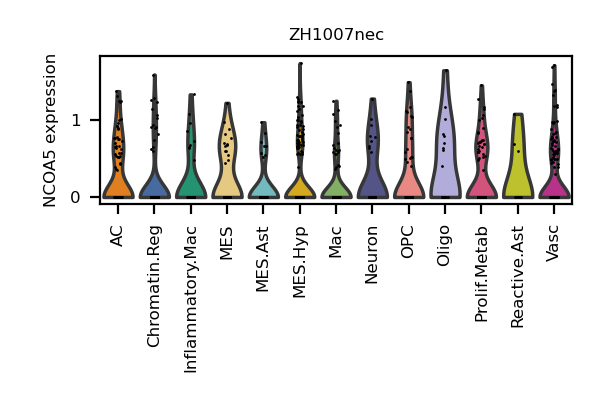 ZH1007nec
NCOA5 expression
1
0
AC
Chromatin.Reg
Inflammatory.Mac
MES
MES.Ast
MES.Hyp
Mac
Neuron
OPC
Oligo
Prolif.Metab
Reactive.Ast
Vasc